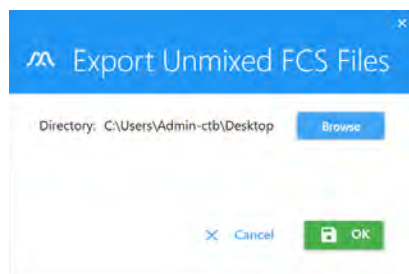 Export Unmixed FCS Files
Directory: C:\Users\Admin-ctb\Desktop Browse
Cancel OK